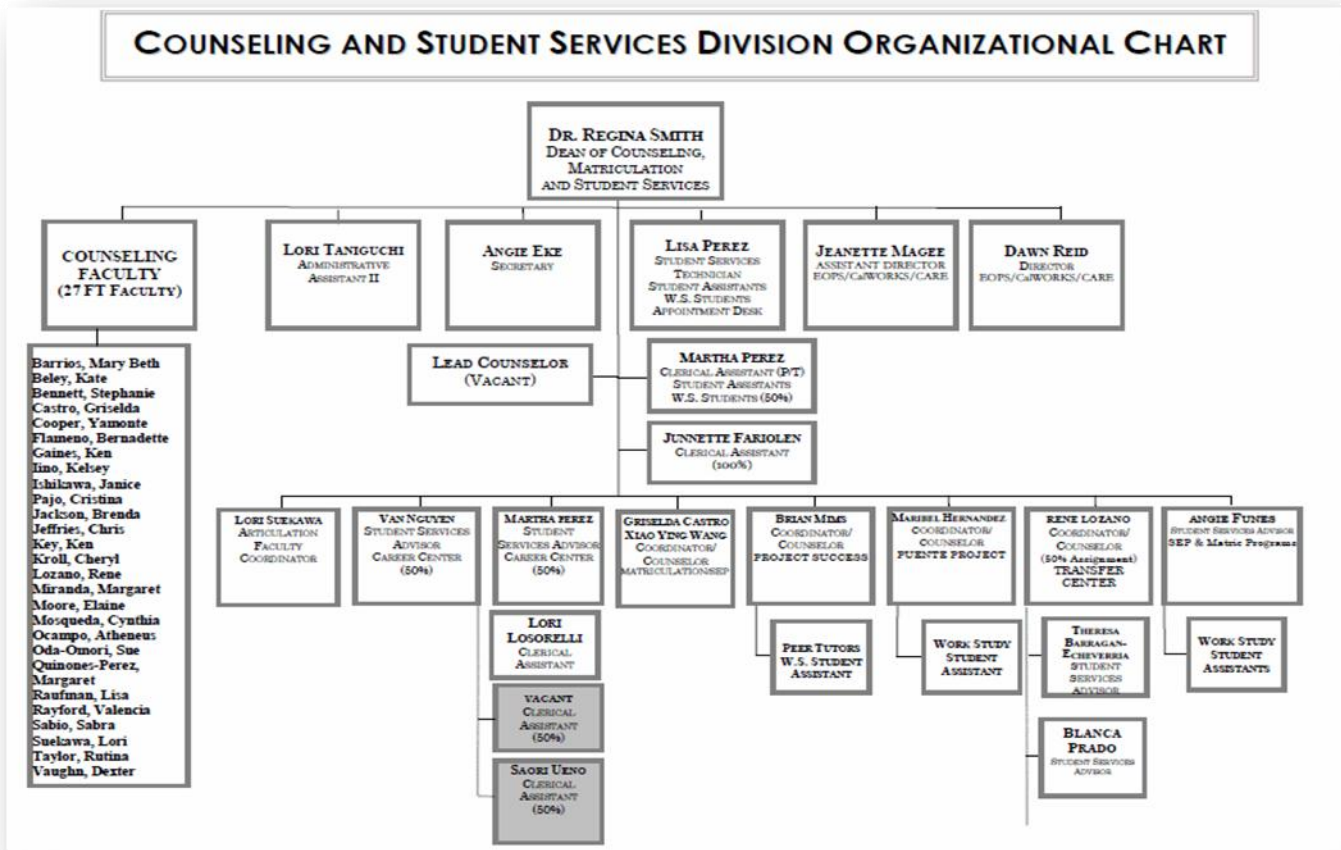 COUNSELING AND STUDENT SERVICES DIVISION ORGANIZATIONAL CHART
DR. REGINA SMITH
DEAN OF COUNSELING,
MATRICULATION
AND STUDENT SERVICES
COUNSELING
FACULTY
(27 FT FACULTY)
LORI TANIGUCHI
ADMINISTRATIVE
ASSISTANT II
ANGIE EKE
SECRETARY
LISA PEREZ
STUDENT SERVICES
TECHNICIAN
STUDENT ASSISTANTS
W.S. STUDENTS
APPOINTMENT DESK
JEANETTE MAGEE
ASSISTANT DIRECTOR
EOPS/CalWORKS/CARE
DAWN REID
DIRECTOR
EOPS/CalWORKS/CARE
Barrios, Mary Beth
Beley, Kate
Bennett, Stephanie
Castro, Griselda
Cooper, Yamonte
Flameno, Bernadette
Gaines, Ken
Iino, Kelsey
Ishikawa, Janice
Pajo, Cristina
Jackson, Brenda
Jeffries, Chris
Key, Ken
Kroll, Cheryl
Lozano, Rene
Miranda, Margaret
Moore, Elaine
Mosqueda, Cynthia
Ocampo, Atheneus
Oda-Omori, Sue
Quinones-Perez,
Margaret
Raufman, Lisa
Rayford, Valencia
Sabio, Sabra
Suekawa, Lori
Taylor, Rutina
Vaughn, Dexter
LEAD COUNSELOR
(VACANT)
MARTHA PEREZ
CLERICAL ASSISTANT (P/T)
STUDENT ASSISTANTS
W.S. STUDENTS (50%)
JUNNETTE FARIOLEN
CLERICAL ASSISTANT
(100%)
LORI SUEKAWA
ARTICULATION
FACULTY
COORDINATOR
VAN NGUYEN
STUDENT SERVICES
ADVISOR
CAREER CENTER
(50%)
MARTHA PEREZ
STUDENT
SERVICES ADVISOR
CAREER CENTER
(50%)
GRISELDA CASTRO
XIAO YING WANG
COORDINATOR/
COUNSELOR
MATRICULATION/SEP
BRIAN MIMS
COORDINATOR/
COUNSELOR
PROJECT SUCCESS
MARIBEL HERNANDEZ
COORDINATOR/
COUNSELOR
PUENTE PROJECT
RENE LOZANO
COORDINATOR/
COUNSELOR
(50% Assignment)
TRANSFER
CENTER
ANGIE FUNES
STUDENT SERVICES ADVISOR
SEP & Matric Programs
LORI
LOSORELLI
CLERICAL
ASSISTANT
VACANT
CLERICAL
ASSISTANT
(50%)
SAORI UENO
CLERICAL
ASSISTANT
(50%)
PEER TUTORS
W.S. STUDENT
ASSISTANT
WORK STUDY
STUDENT
ASSISTANT
THERESA
BARRAGAN-
ECHEVERRIA
STUDENT
SERVICES
ADVISOR
BLANCA
PRADO
STUDENT SERVICES
ADVISOR
WORK STUDY
STUDENT
ASSISTANTS